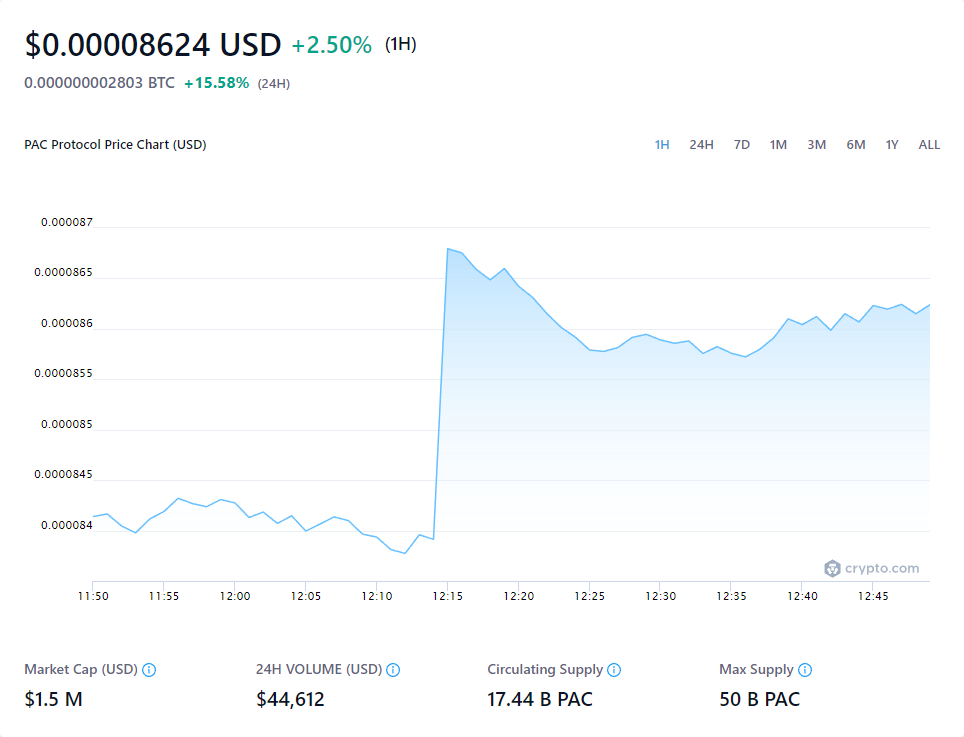 $0.00008624 USD +2.50% (1H)
0.000000002803 BTC +15.58% (24H)
PAC Protocol Price Chart (USD) 1H 24H 7D 1M 3M 6M 1Y ALL
0.000087
0.0000865
0.000086
0.0000855
0.000085
0.0000845
0.000084
crypto.com
11:50 11:55 12:00 12:05 12:10 12:15 12:20 12:25 12:30 12:35 12:40 12:45
Market Cap (USD) 24H VOLUME (USD) Circulating Supply Max Supply
$1.5 M $44,612 17.44 B PAC 50 B PAC